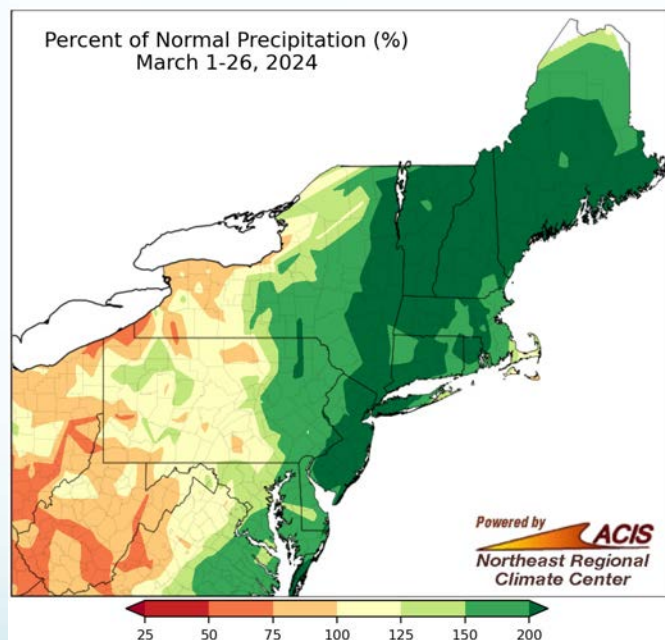 Percent of Normal Precipitation (%)
March 1-26, 2024
Powered by
ACIS
Northeast Regional
Climate Center
25 50 75 100 125 150 200